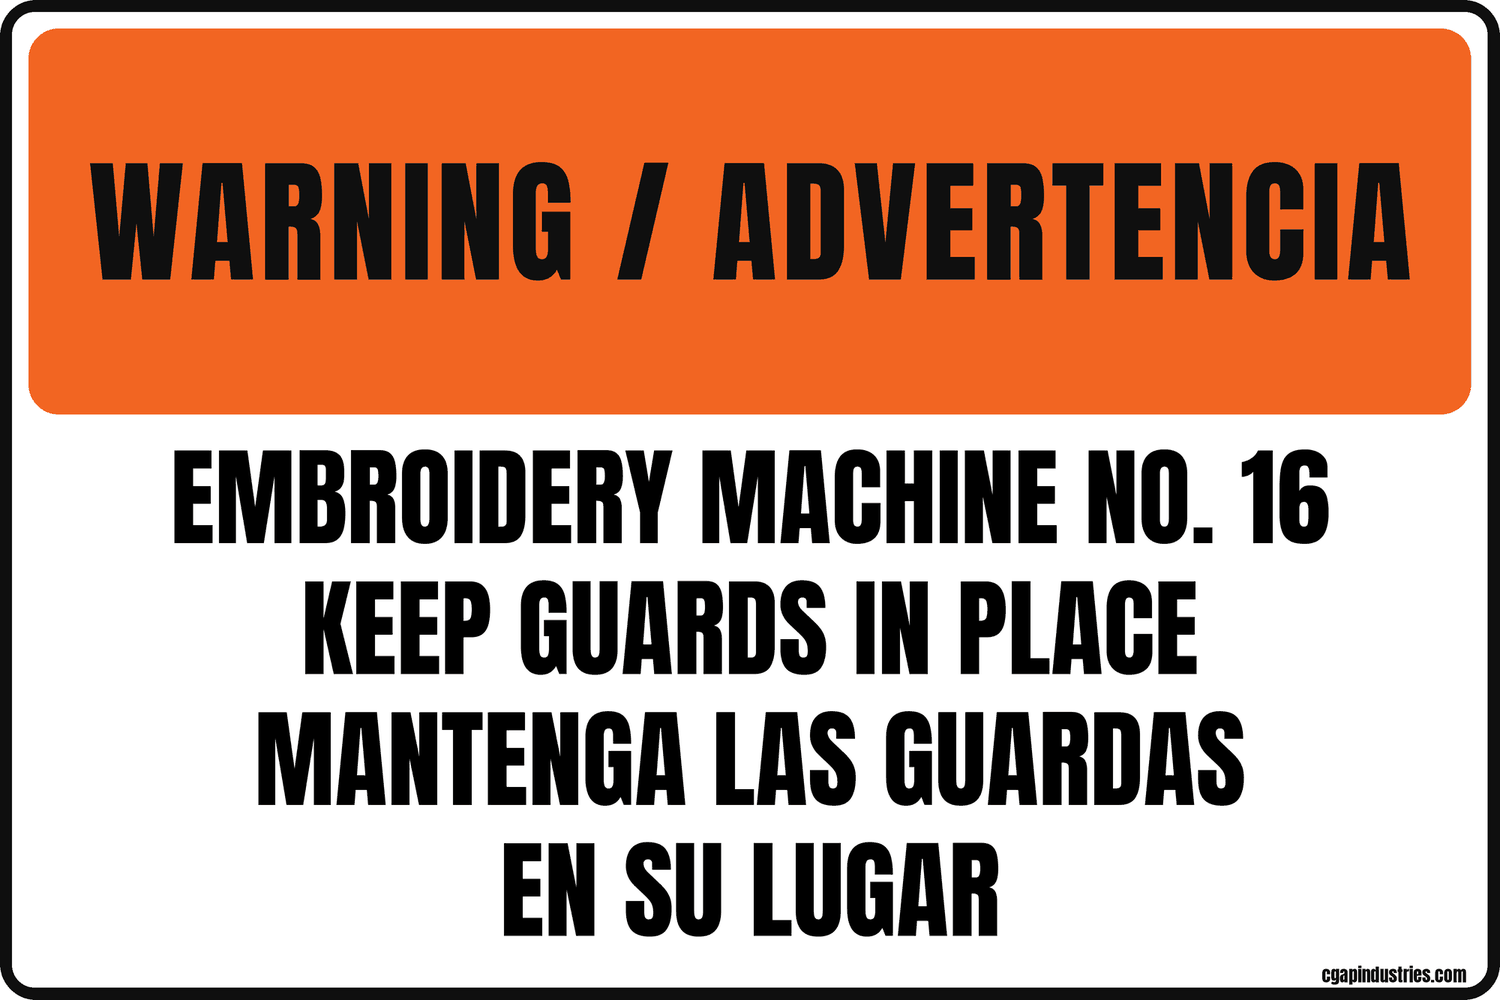 WARNING / ADVERTENCIA
EMBROIDERY MACHINE NO. 16
KEEP GUARDS IN PLACE
MANTENGA LAS GUARDAS
EN SU LUGAR
cgapindustries.com